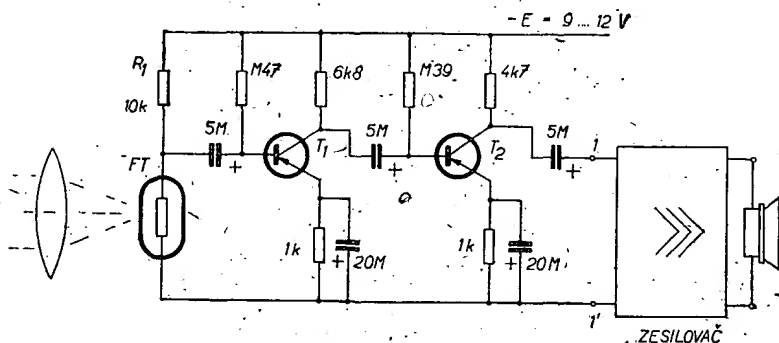 -E = 9 .... 12 V
R1
M47
6k8
M39
4k7
10k
5M
+
T1
5M
+
T2
5M
+
1
FT
1k
+
20M
1k
+
20M
1'
ZESILOVAČ